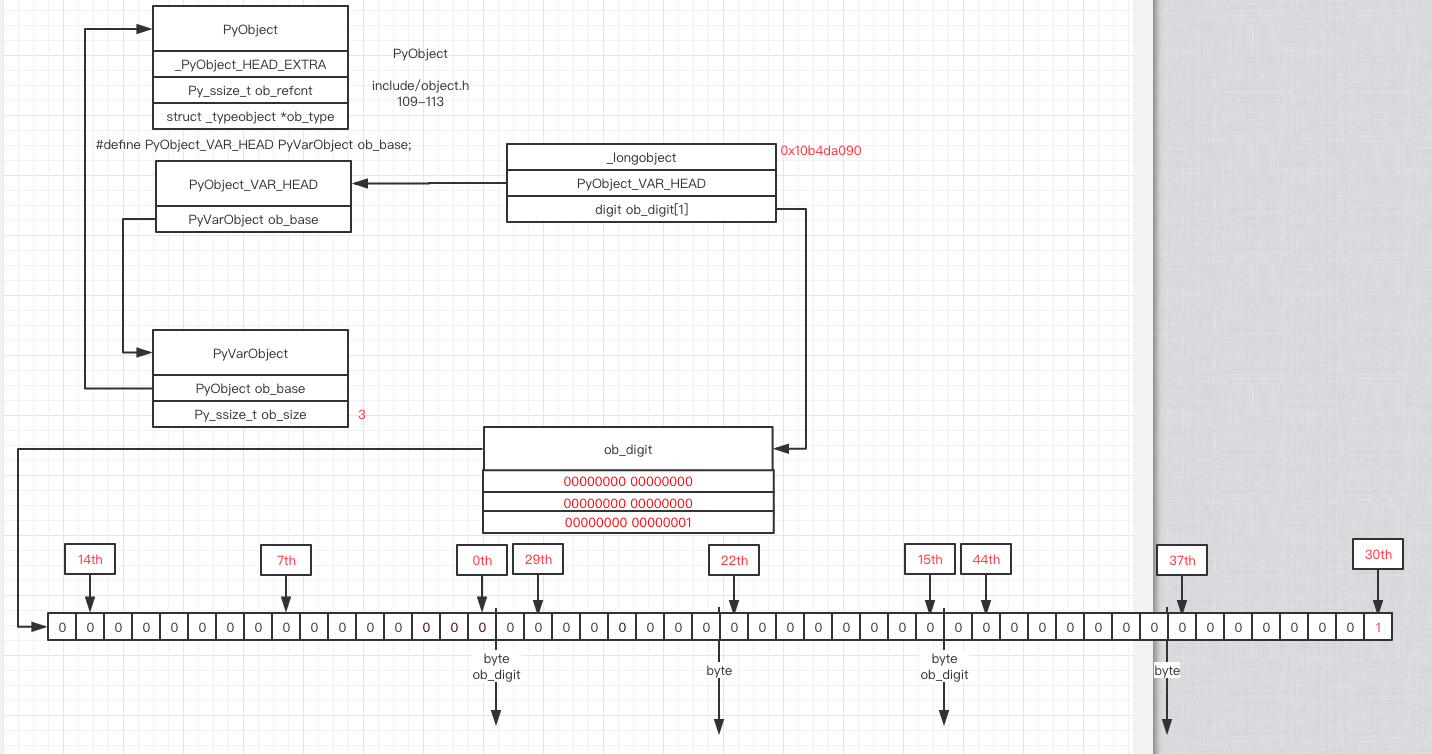 PyObject
_PyObject_HEAD_EXTRA
Py_ssize_t ob_refcnt
struct _typeobject *ob_type
PyObject
include/object.h
109-113
#define PyObject_VAR_HEAD PyVarObject ob_base;
PyObject_VAR_HEAD
PyVarObject ob_base
_longobject
PyObject_VAR_HEAD
digit ob_digit[1]
0x10b4da090
PyVarObject
PyObject ob_base
Py_ssize_t ob_size
3
ob_digit
00000000 00000000
00000000 00000000
00000000 00000001
14th 7th 0th 29th 22th 15th 44th 37th 30th
0 0 0 0 0 0 0 0 0 0 0 0 0 0 0 0 0 0 0 0 0 0 0 0 0 0 0 0 0 0 0 0 0 0 0 0 0 0 0 0 0 0 0 0 0 0 0 1
byte
ob_digit
byte
byte
ob_digit
byte